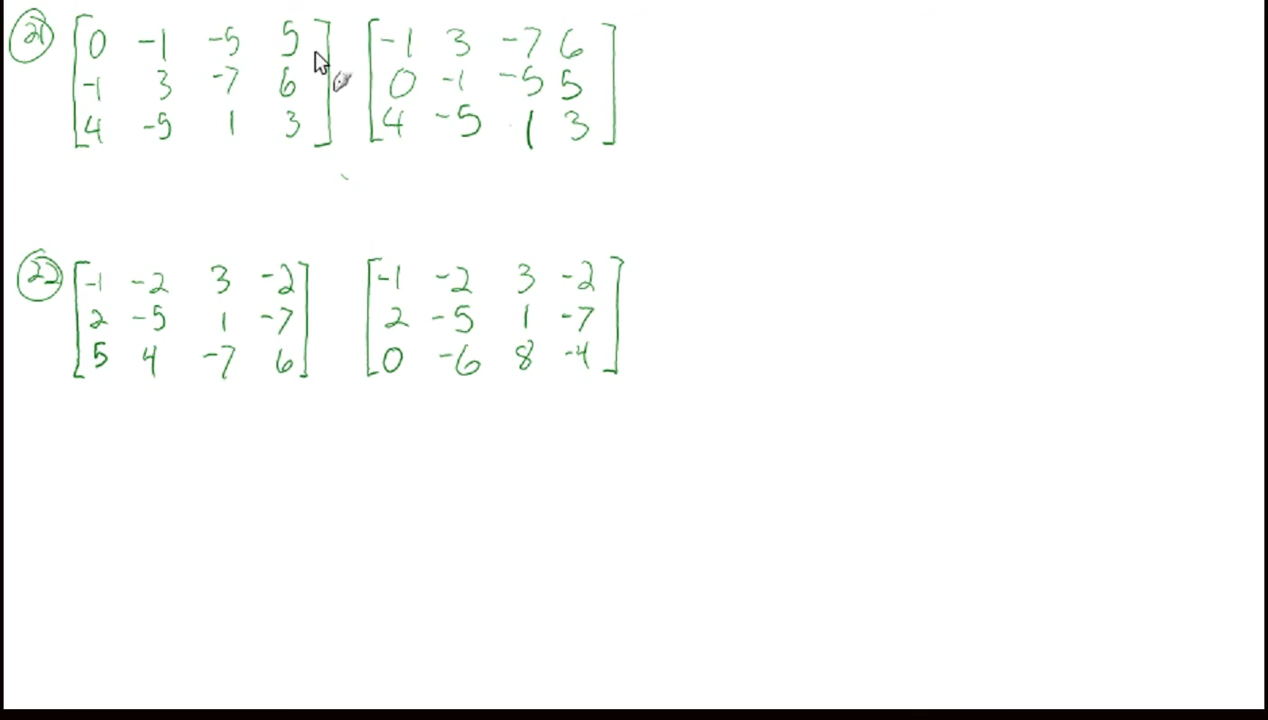 21 [ 0 -1 -5 5 ] [ -1 3 -7 6 ]
[ -1 3 -7 6 ] [ 0 -1 -5 5 ]
[ 4 -5 1 3 ] [ 4 -5 1 3 ]
22 [ -1 -2 3 -2 ] [ -1 -2 3 -2 ]
[ 2 -5 1 -7 ] [ 2 -5 1 -7 ]
[ 5 4 -7 6 ] [ 0 -6 8 -4 ]